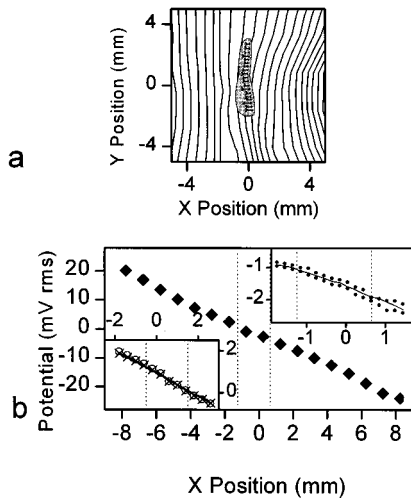 4
0
-4
Y Position (mm)
-4 -2 0 2 4
X Position (mm)
a
20
10
0
-10
-20
Potential (mV rms)
-2 0 2
2
0
-1
-2
-1 0 1
-8 -6 -4 -2 0 2 4 6 8
X Position (mm)
b